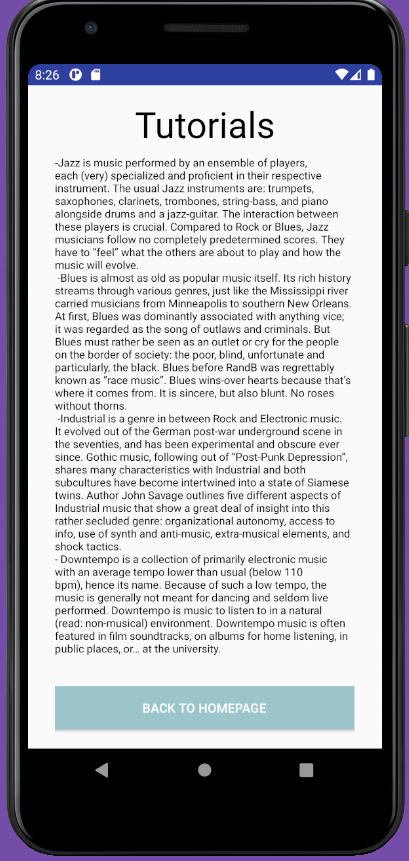 8:26
Tutorials
-Jazz is music performed by an ensemble of players,
each (very) specialized and proficient in their respective
instrument. The usual Jazz instruments are: trumpets,
saxophones, clarinets, trombones, string-bass, and piano
alongside drums and a jazz-guitar. The interaction between
these players is crucial. Compared to Rock or Blues, Jazz
musicians follow no completely predetermined scores. They
have to “feel” what the others are about to play and how the
music will evolve.
-Blues is almost as old as popular music itself. Its rich history
streams through various genres, just like the Mississippi river
carried musicians from Minneapolis to southern New Orleans.
At first, Blues was dominantly associated with anything vice;
it was regarded as the song of outlaws and criminals. But
Blues must rather be seen as an outlet or cry for the people
on the border of society: the poor, blind, unfortunate and
particularly, the black. Blues before RandB was regrettably
known as “race music”. Blues wins-over hearts because that’s
where it comes from. It is sincere, but also blunt. No roses
without thorns.
-Industrial is a genre in between Rock and Electronic music.
It evolved out of the German post-war underground scene in
the seventies, and has been experimental and obscure ever
since. Gothic music, following out of “Post-Punk Depression”,
shares many characteristics with Industrial and both
subcultures have become intertwined into a state of Siamese
twins. Author John Savage outlines five different aspects of
Industrial music that show a great deal of insight into this
rather secluded genre: organizational autonomy, access to
info, use of synth and anti-music, extra-musical elements, and
shock tactics.
- Downtempo is a collection of primarily electronic music
with an average tempo lower than usual (below 110
bpm), hence its name. Because of such a low tempo, the
music is generally not meant for dancing and seldom live
performed. Downtempo is music to listen to in a natural
(read: non-musical) environment. Downtempo music is often
featured in film soundtracks, on albums for home listening, in
public places, or… at the university.
BACK TO HOMEPAGE